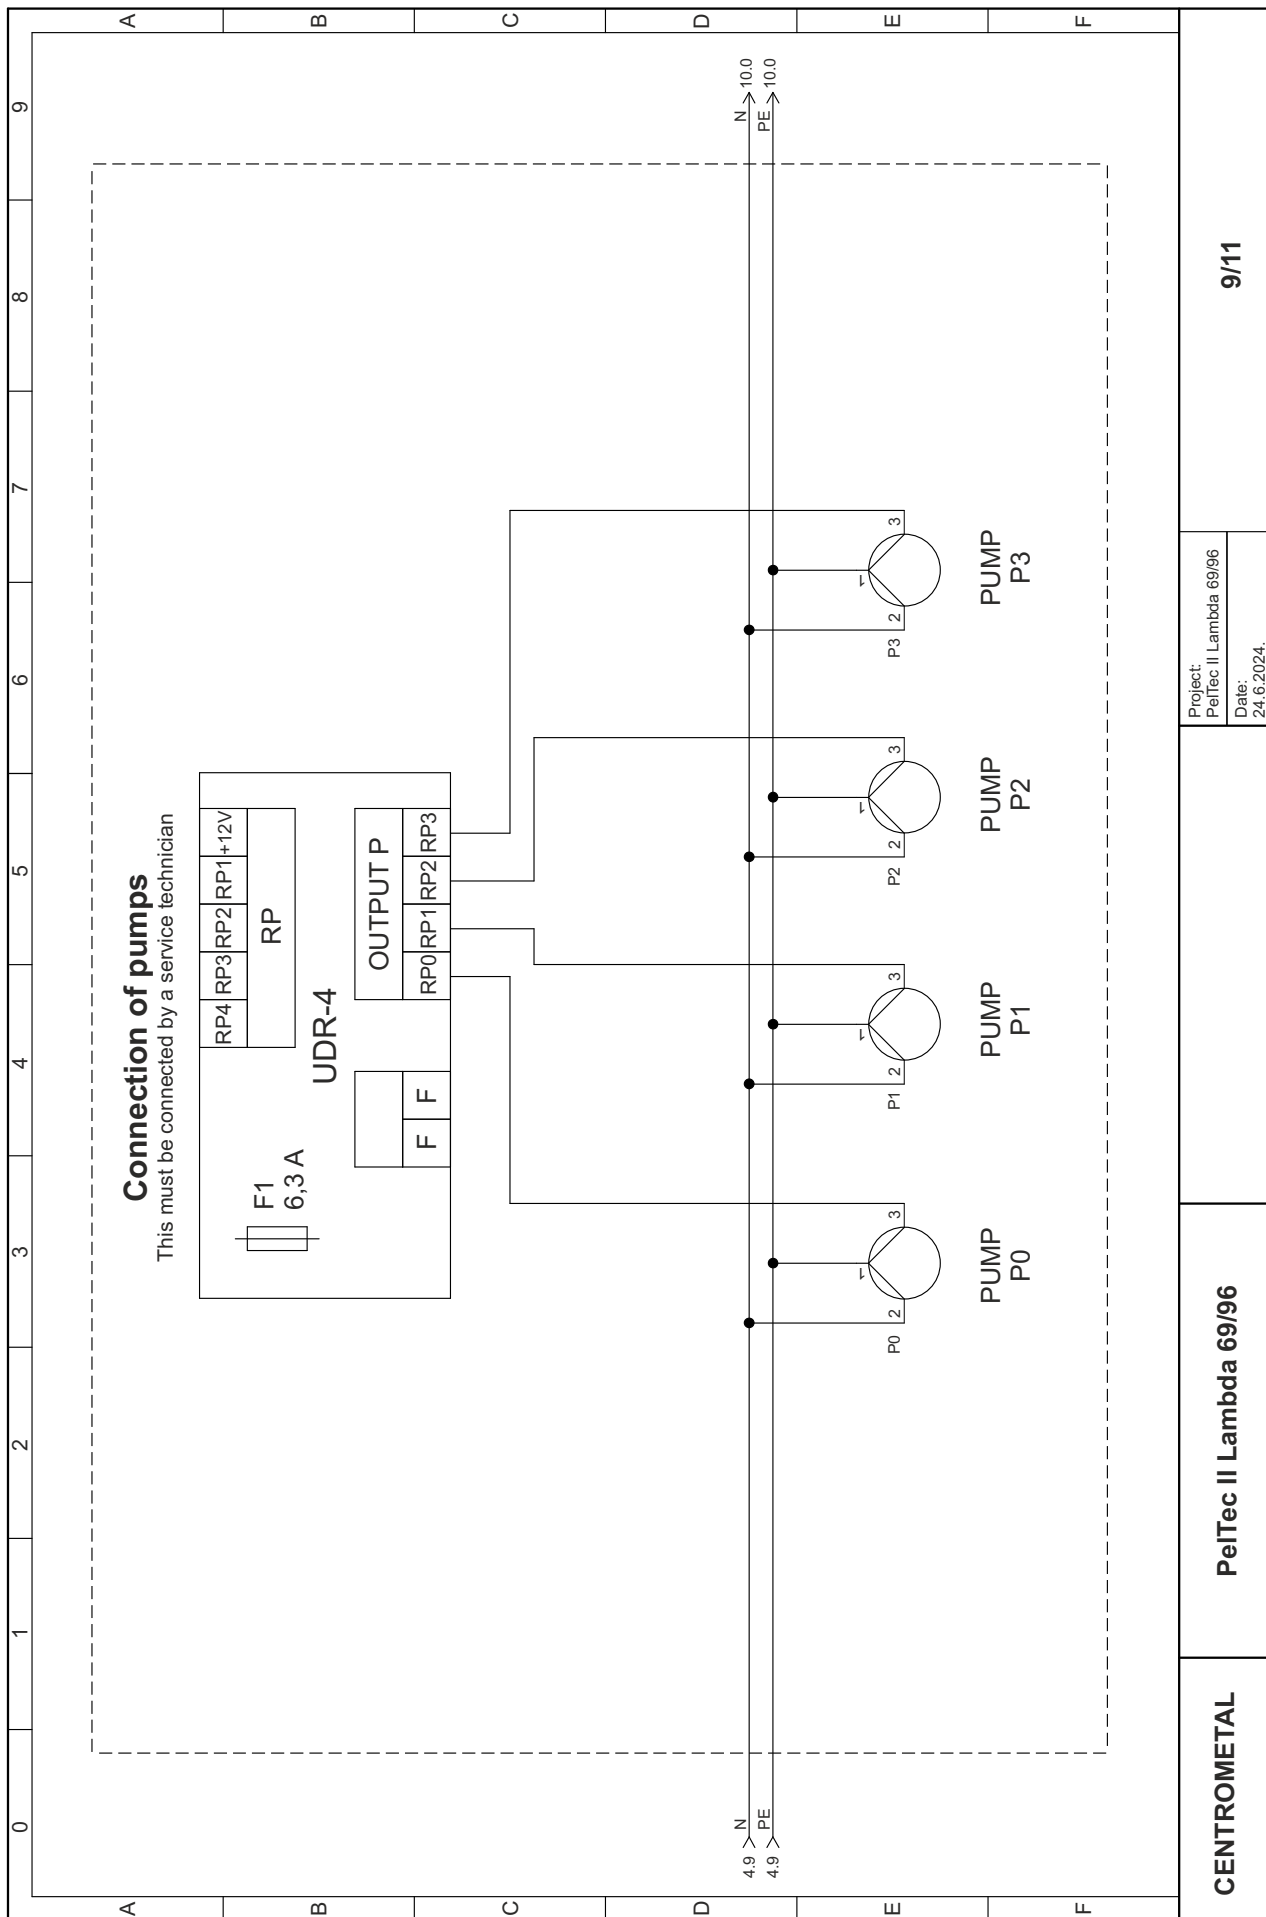 0 1 2 3 4 5 6 7 8 9
A A
Connection of pumps
This must be connected by a service technician
RP4 RP3 RP2 RP1 +12V
RP
B B
F1
6,3 A
UDR-4
OUTPUT P
F F RP0 RP1 RP2 RP3
C C
D D
4.9 N N 10.0
4.9 PE PE 10.0
1 1 1 1
E E
P0 2 3 P1 2 3 P2 2 3 P3 2 3
PUMP PUMP PUMP PUMP
P0 P1 P2 P3
F F
CENTROMETAL
PelTec II Lambda 69/96
Project:
PelTec II Lambda 69/96
Date:
24.6.2024.
9/11